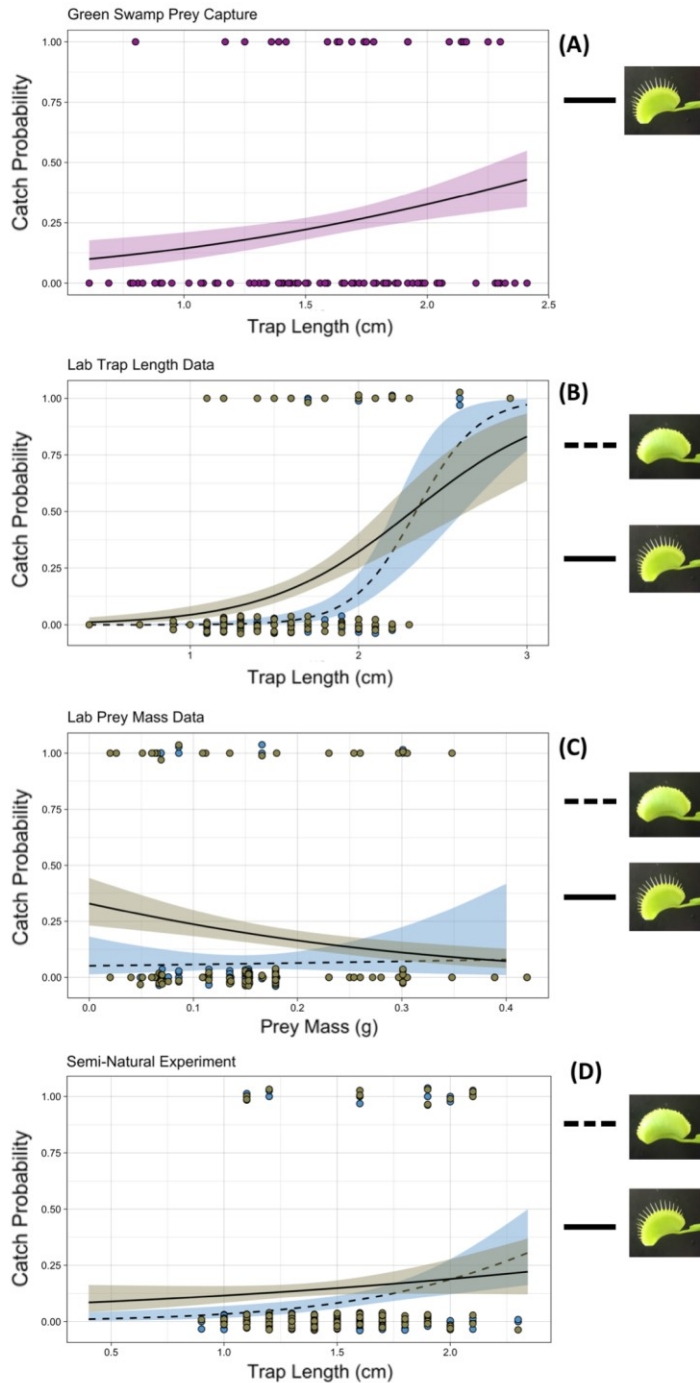 Green Swamp Prey Capture
(A)
1.00
0.75
0.50
0.25
0.00
Catch Probability
1.0 1.5 2.0 2.5
Trap Length (cm)
Lab Trap Length Data
(B)
1.00
0.75
0.50
0.25
0.00
Catch Probability
1 2 3
Trap Length (cm)
Lab Prey Mass Data
(C)
1.00
0.75
0.50
0.25
0.00
Catch Probability
0.0 0.1 0.2 0.3 0.4
Prey Mass (g)
Semi-Natural Experiment
(D)
1.00
0.75
0.50
0.25
0.00
Catch Probability
0.5 1.0 1.5 2.0
Trap Length (cm)